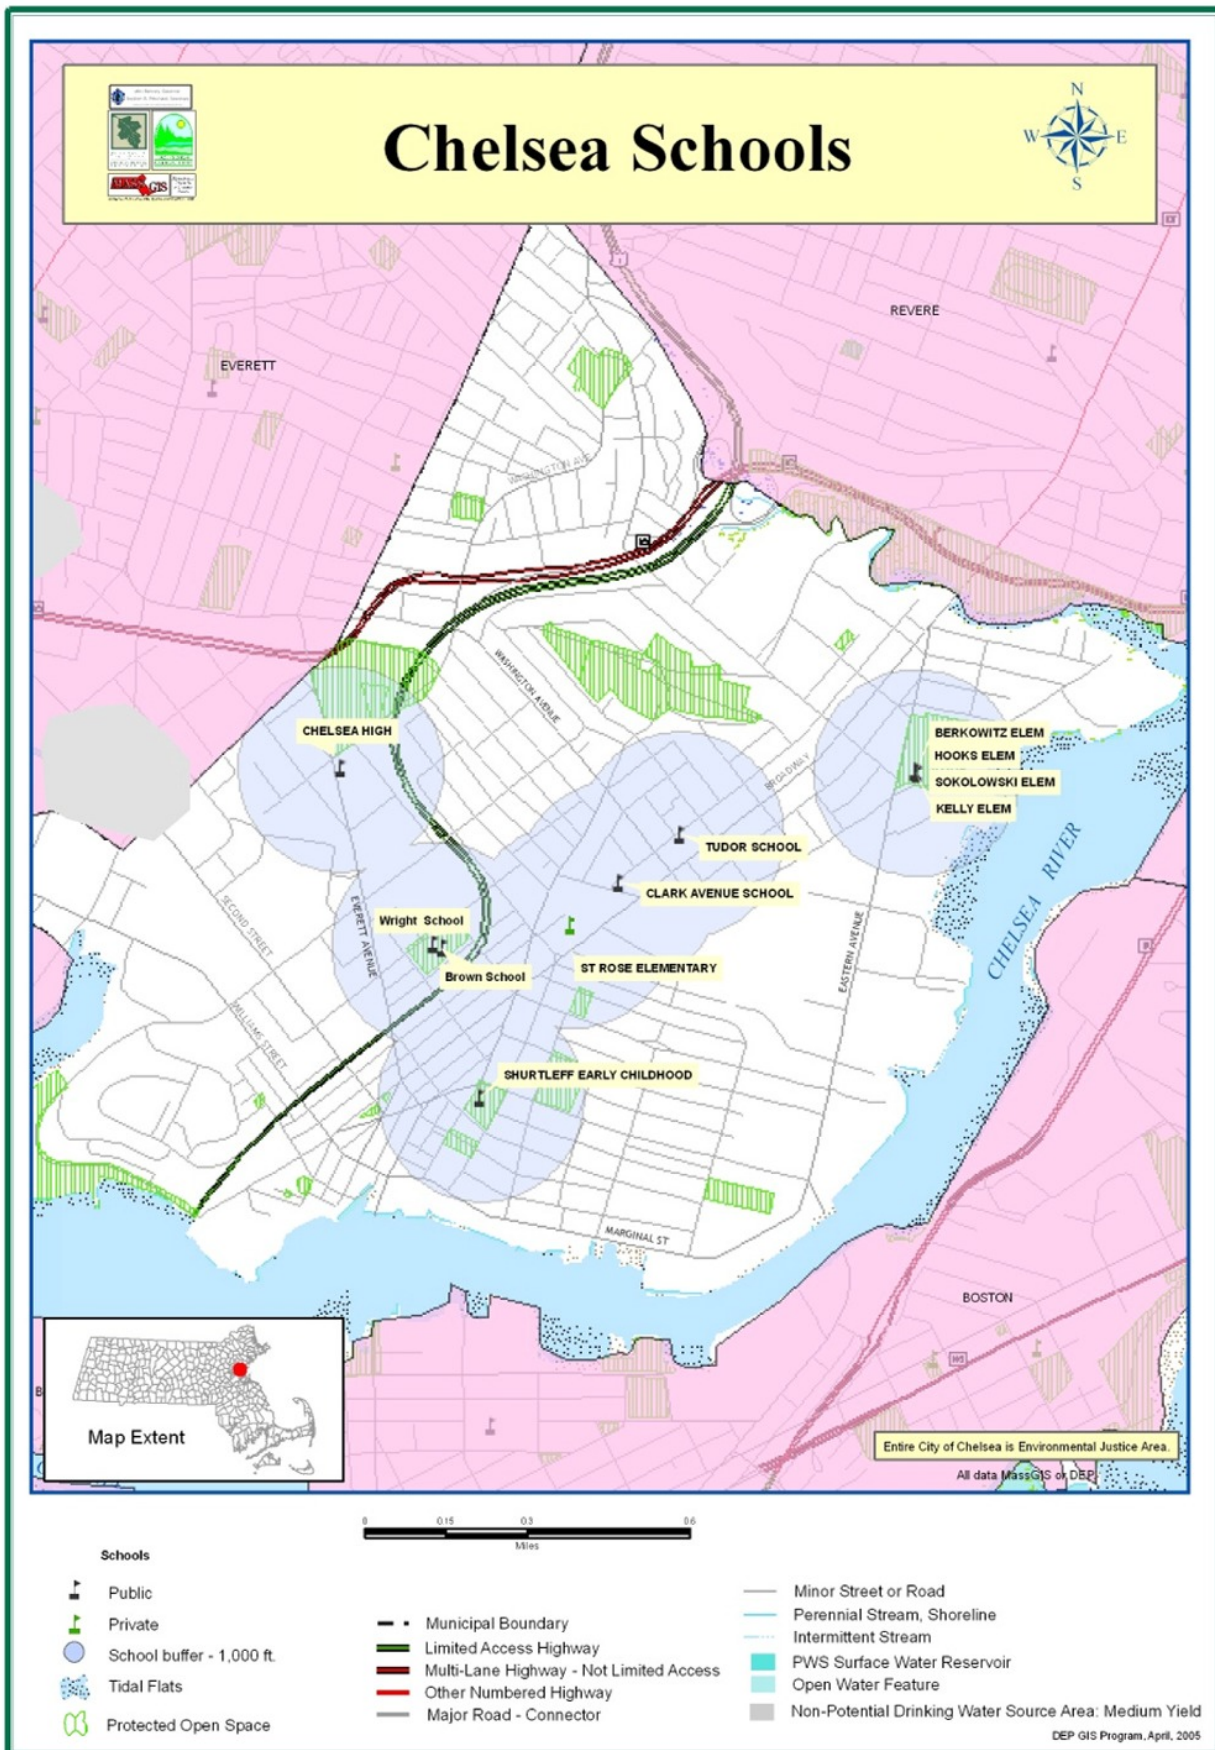 Chelsea Schools
MASS GIS
N
W
E
S
REVERE
EVERETT
1
WASHINGTON AVE
16
WASHINGTON AVENUE
CHELSEA HIGH
BERKOWITZ ELEM
HOOKS ELEM
SOKOLOWSKI ELEM
KELLY ELEM
BROADWAY
TUDOR SCHOOL
CLARK AVENUE SCHOOL
CHELSEA RIVER
SECOND STREET
EVERETT AVENUE
Wright School
Brown School
EASTERN AVENUE
ST ROSE ELEMENTARY
WILLIAMS STREET
SHURTLEFF EARLY CHILDHOOD
MARGINAL ST
BOSTON
Map Extent
Entire City of Chelsea is Environmental Justice Area.
All data MassGIS or DEP.
0 0.15 0.3 0.6
Miles
Schools
Public
Private
School buffer - 1,000 ft.
Tidal Flats
Protected Open Space
Municipal Boundary
Limited Access Highway
Multi-Lane Highway - Not Limited Access
Other Numbered Highway
Major Road - Connector
Minor Street or Road
Perennial Stream, Shoreline
Intermittent Stream
PWS Surface Water Reservoir
Open Water Feature
Non-Potential Drinking Water Source Area: Medium Yield
DEP GIS Program, April, 2005